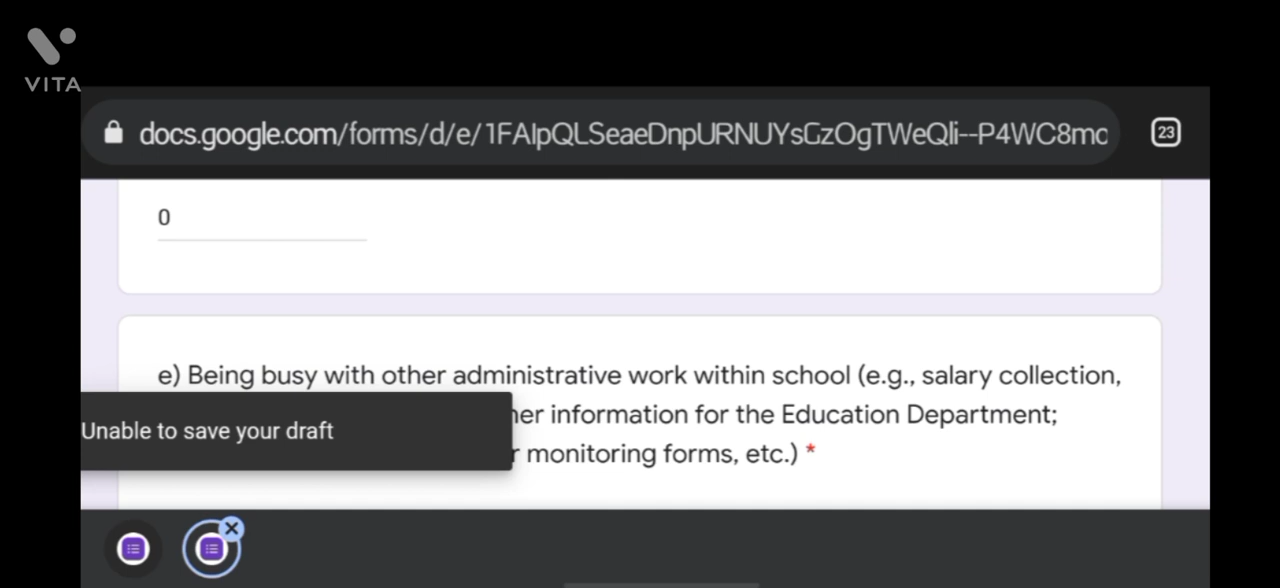 VITA
docs.google.com/forms/d/e/1FAIpQLSeaeDnpURNUYsGzOgTWeQli--P4WC8mc
23
0
e) Being busy with other administrative work within school (e.g., salary collection,
her information for the Education Department;
Unable to save your draft
r monitoring forms, etc.) *